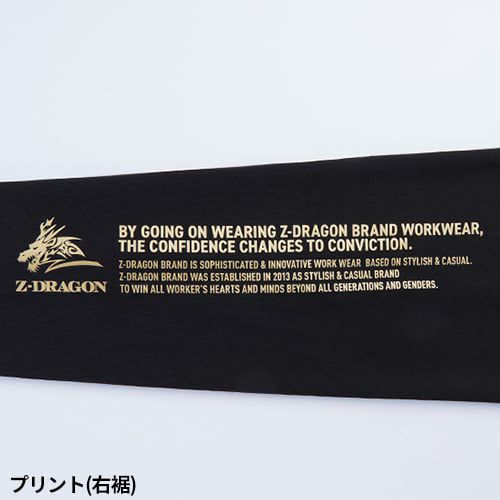 BY GOING ON WEARING Z-DRAGON BRAND WORKWEAR,
THE CONFIDENCE CHANGES TO CONVICTION.
Z-DRAGON BRAND IS SOPHISTICATED & INNOVATIVE WORK WEAR BASED ON STYLISH & CASUAL.
Z-DRAGON BRAND WAS ESTABLISHED IN 2013 AS STYLISH & CASUAL BRAND
TO WIN ALL WORKER'S HEARTS AND MINDS BEYOND ALL GENERATIONS AND GENDERS.
Z-DRAGON
プリント(右裾)